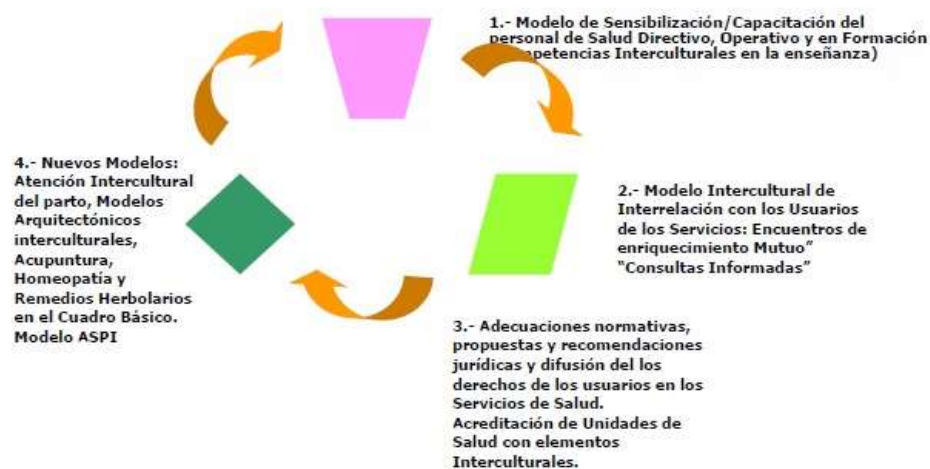 1.- Modelo de Sensibilización/Capacitación del
personal de Salud Directivo, Operativo y en Formación
Interculturales en la enseñanza)
2.- Modelo Intercultural de
Interrelación con los Usuarios
de los Servicios: Encuentros de
enriquecimiento Mutuo”
“Consultas Informadas”
3.- Adecuaciones normativas,
propuestas y recomendaciones
jurídicas y difusión del los
derechos de los usuarios en los
Servicios de Salud.
Acreditación de Unidades de
Salud con elementos
Interculturales.
4.- Nuevos Modelos:
Atención Intercultural
del parto, Modelos
Arquitectónicos
interculturales,
Acupuntura,
Homeopatía y
Remedios Herbolarios
en el Cuadro Básico.
Modelo ASPI